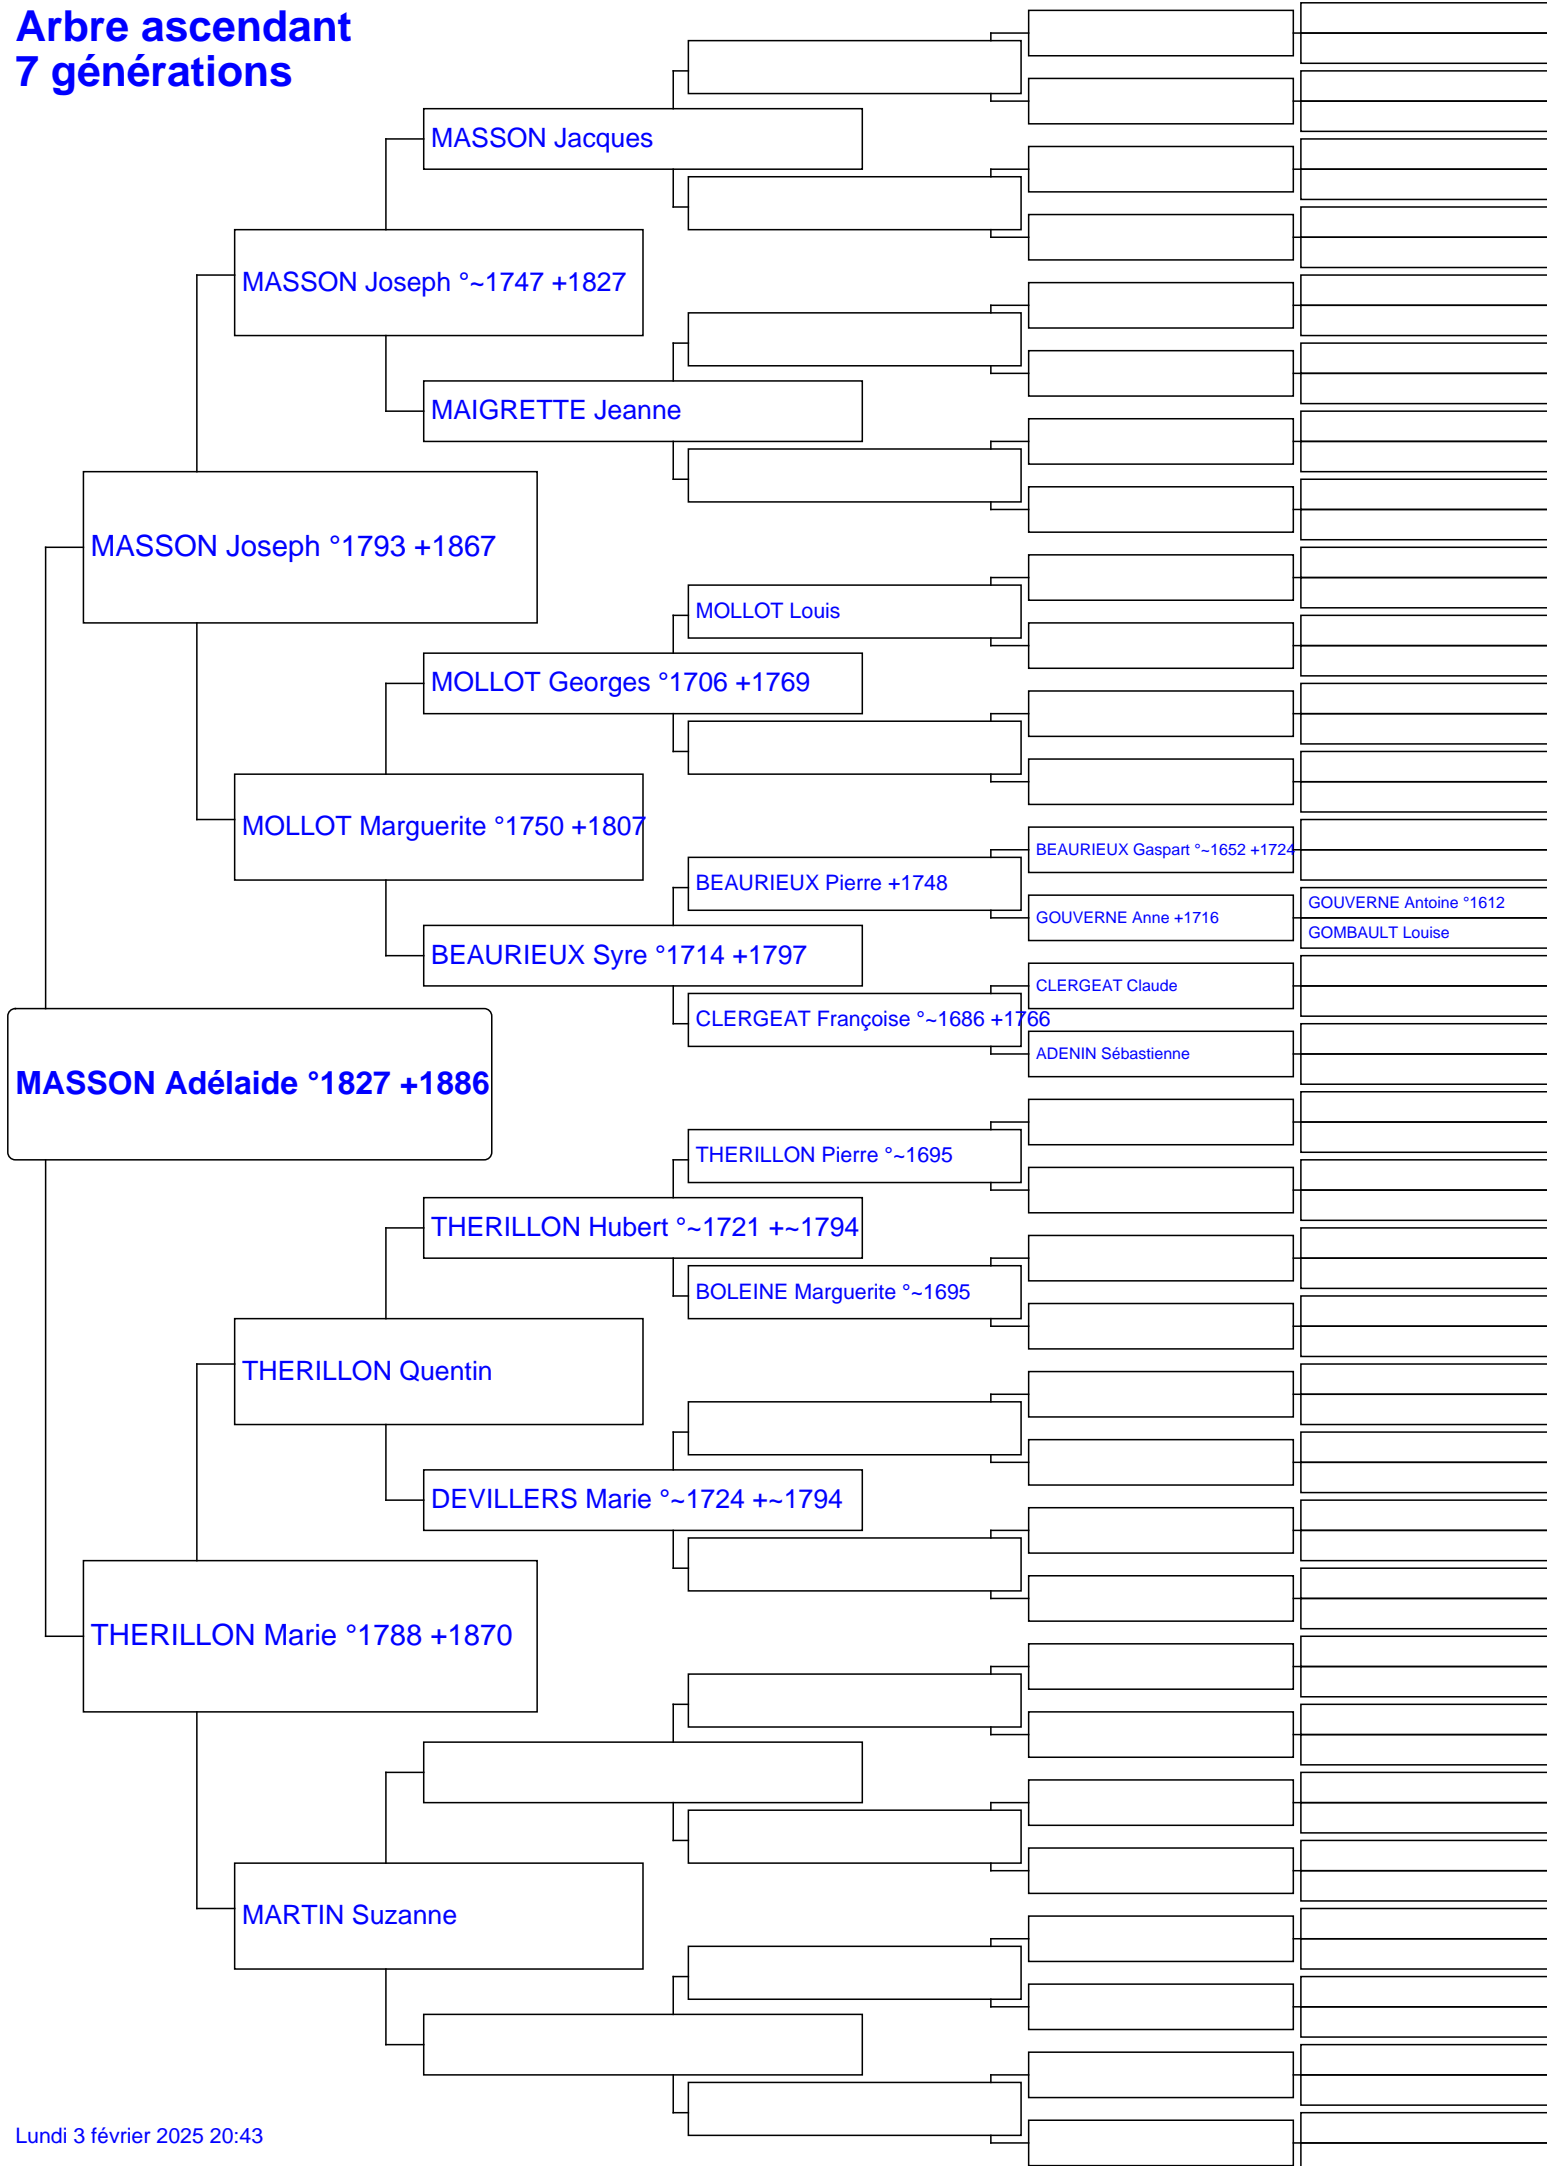 Arbre ascendant
7 générations
MASSON Jacques
MASSON Joseph °~1747 +1827
MAIGRETTE Jeanne
MASSON Joseph °1793 +1867
MOLLOT Louis
MOLLOT Georges °1706 +1769
MOLLOT Marguerite °1750 +1807
BEAURIEUX Gaspart °~1652 +1724
BEAURIEUX Pierre +1748
GOUVERNE Antoine °1612
GOUVERNE Anne +1716
GOMBAULT Louise
BEAURIEUX Syre °1714 +1797
CLERGEAT Claude
CLERGEAT Françoise °~1686 +1766
ADENIN Sébastienne
MASSON Adélaide °1827 +1886
THERILLON Pierre °~1695
THERILLON Hubert °~1721 +~1794
BOLEINE Marguerite °~1695
THERILLON Quentin
DEVILLERS Marie °~1724 +~1794
THERILLON Marie °1788 +1870
MARTIN Suzanne
Lundi 3 février 2025 20:43